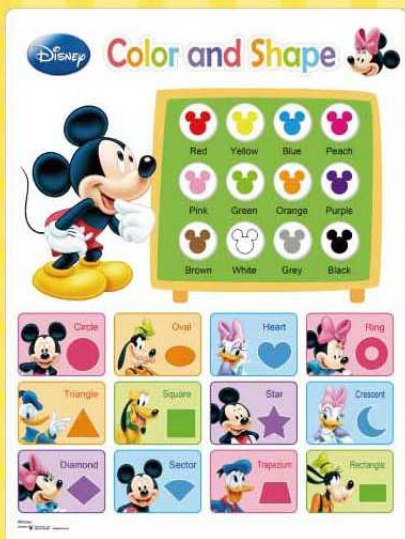 Disney
Color and Shape
Red Yellow Blue Peach
Pink Green Orange Purple
Brown White Grey Black
Circle Oval Heart Ring
Triangle Square Star Crescent
Diamond Sector Trapezium Rectangle